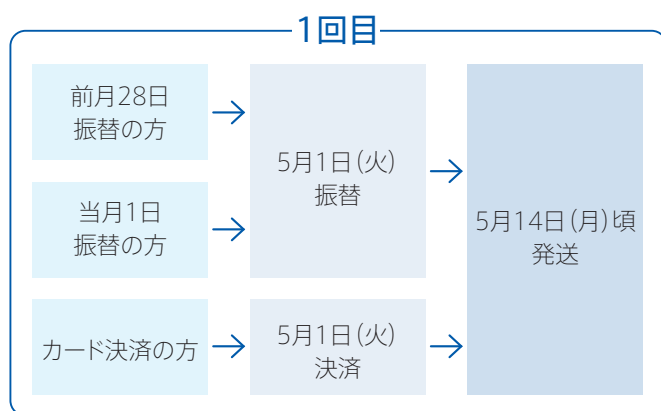 1回目
前月28日
振替の方
当月1日
振替の方
5月1日(火)
振替
5月14日(月)頃
発送
カード決済の方
5月1日(火)
決済